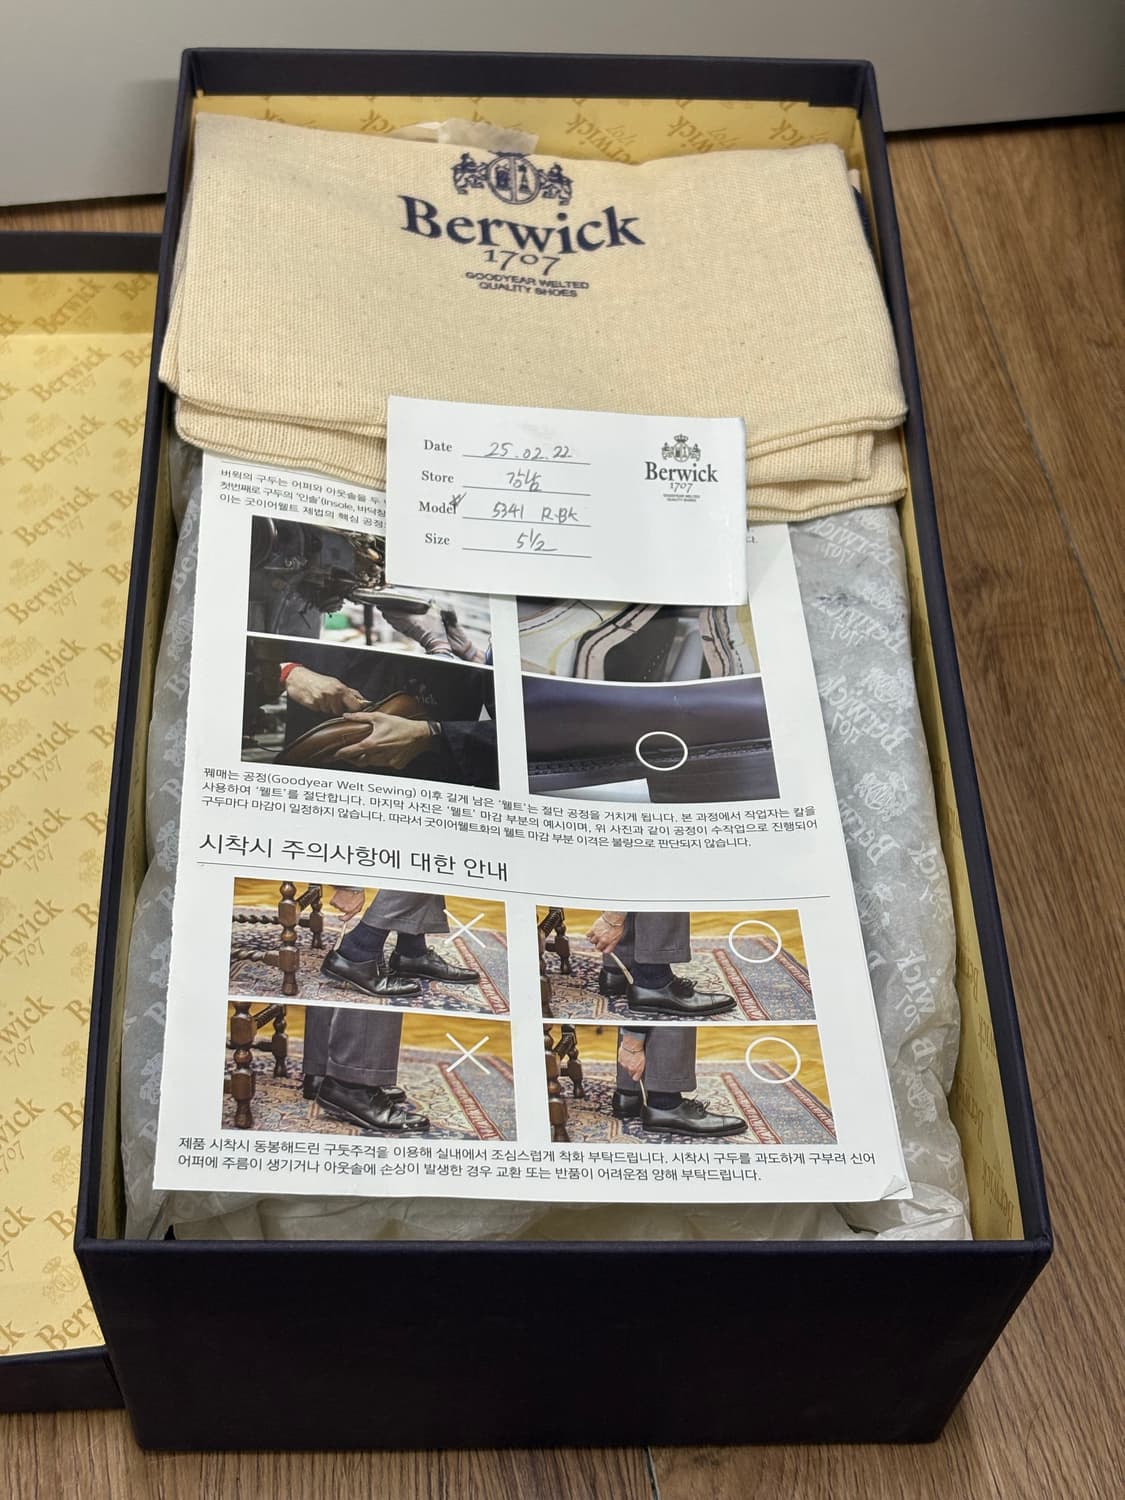 Berwick
1707
GOODYEAR WELTED
QUALITY SHOES
Date 25.02.22
Store 강남
Model 5341 R.BK
Size 5 1/2
Berwick
1707
GOODYEAR WELTED
QUALITY SHOES
버윅의 구두는 어퍼와 아웃솔을 두
첫번째로 구두의 '인솔'(Insole, 바닥창
이는 굿이어웰트 제법의 핵심 공정
다.
꿰매는 공정(Goodyear Welt Sewing) 이후 길게 남은 '웰트'는 절단 공정을 거치게 됩니다. 본 과정에서 작업자는 칼을
사용하여 '웰트'를 절단합니다. 마지막 사진은 '웰트' 마감 부분의 예시이며, 위 사진과 같이 공정이 수작업으로 진행되어
구두마다 마감이 일정하지 않습니다. 따라서 굿이어웰트화의 웰트 마감 부분 이격은 불량으로 판단되지 않습니다.
시착시 주의사항에 대한 안내
제품 시착시 동봉해드린 구둣주걱을 이용해 실내에서 조심스럽게 착화 부탁드립니다. 시착시 구두를 과도하게 구부려 신어
어퍼에 주름이 생기거나 아웃솔에 손상이 발생한 경우 교환 또는 반품이 어려운점 양해 부탁드립니다.